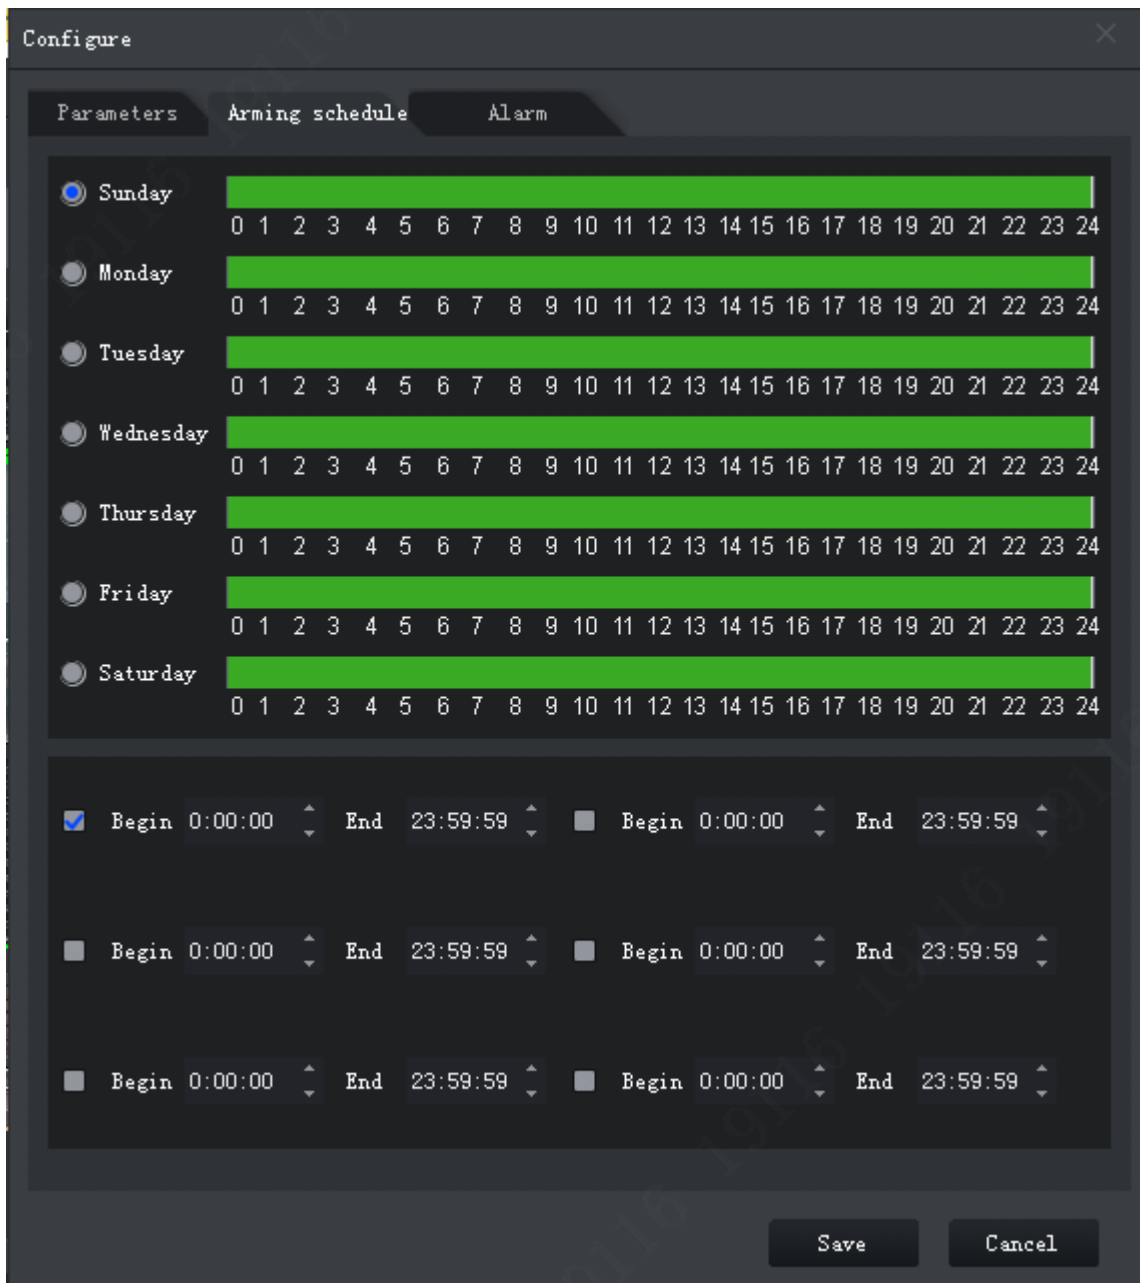 Configure
Parameters Arming schedule Alarm
Sunday
0 1 2 3 4 5 6 7 8 9 10 11 12 13 14 15 16 17 18 19 20 21 22 23 24
Monday
0 1 2 3 4 5 6 7 8 9 10 11 12 13 14 15 16 17 18 19 20 21 22 23 24
Tuesday
0 1 2 3 4 5 6 7 8 9 10 11 12 13 14 15 16 17 18 19 20 21 22 23 24
Wednesday
0 1 2 3 4 5 6 7 8 9 10 11 12 13 14 15 16 17 18 19 20 21 22 23 24
Thursday
0 1 2 3 4 5 6 7 8 9 10 11 12 13 14 15 16 17 18 19 20 21 22 23 24
Friday
0 1 2 3 4 5 6 7 8 9 10 11 12 13 14 15 16 17 18 19 20 21 22 23 24
Saturday
0 1 2 3 4 5 6 7 8 9 10 11 12 13 14 15 16 17 18 19 20 21 22 23 24
Begin 0:00:00 End 23:59:59 Begin 0:00:00 End 23:59:59
Begin 0:00:00 End 23:59:59 Begin 0:00:00 End 23:59:59
Begin 0:00:00 End 23:59:59 Begin 0:00:00 End 23:59:59
Save Cancel
19116 19116
19116 19116 19116 19116